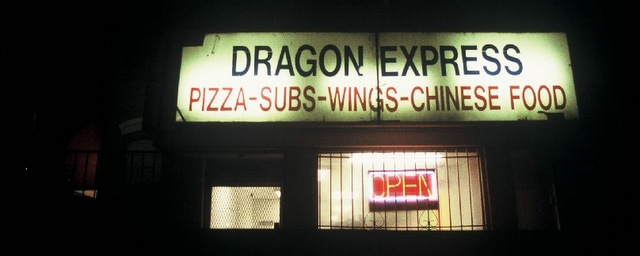 DRAGON EXPRESS
PIZZA-SUBS-WINGS-CHINESE FOOD
OPEN